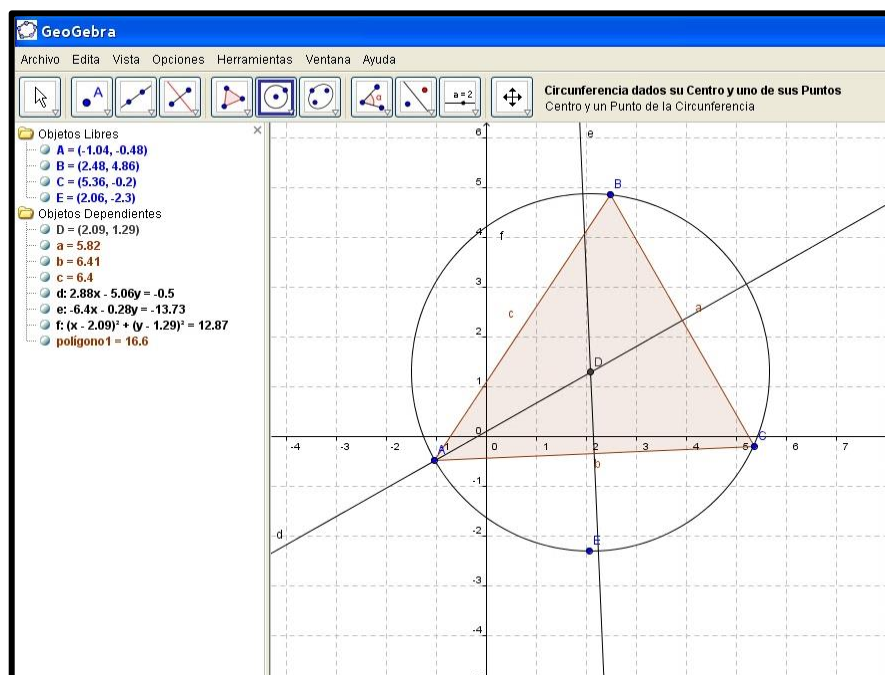 GeoGebra
Archivo Edita Vista Opciones Herramientas Ventana Ayuda
A α a = 2
Circunferencia dados su Centro y uno de sus Puntos
Centro y un Punto de la Circunferencia
Objetos Libres
A = (-1.04, -0.48)
B = (2.48, 4.86)
C = (5.36, -0.2)
E = (2.06, -2.3)
Objetos Dependientes
D = (2.09, 1.29)
a = 5.82
b = 6.41
c = 6.4
d: 2.88x - 5.06y = -0.5
e: -6.4x - 0.28y = -13.73
f: (x - 2.09)² + (y - 1.29)² = 12.87
polígono1 = 16.6
6 e
5 B
4 f
3 c a
2
1 D
0
A C
-4 -3 -2 -1 0 1 2 3 4 5 6 7
b
-1
-2 E
d
-3
-4